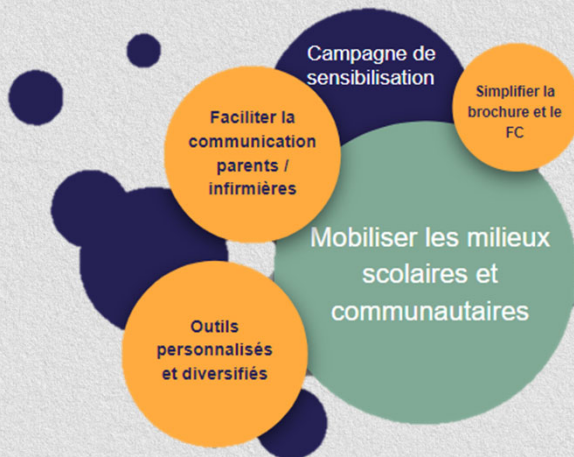 Campagne de
sensibilisation
Simplifier la
brochure et le
FC
Faciliter la
communication
parents /
infirmières
Mobiliser les milieux
scolaires et
communautaires
Outils
personnalisés
et diversifiés